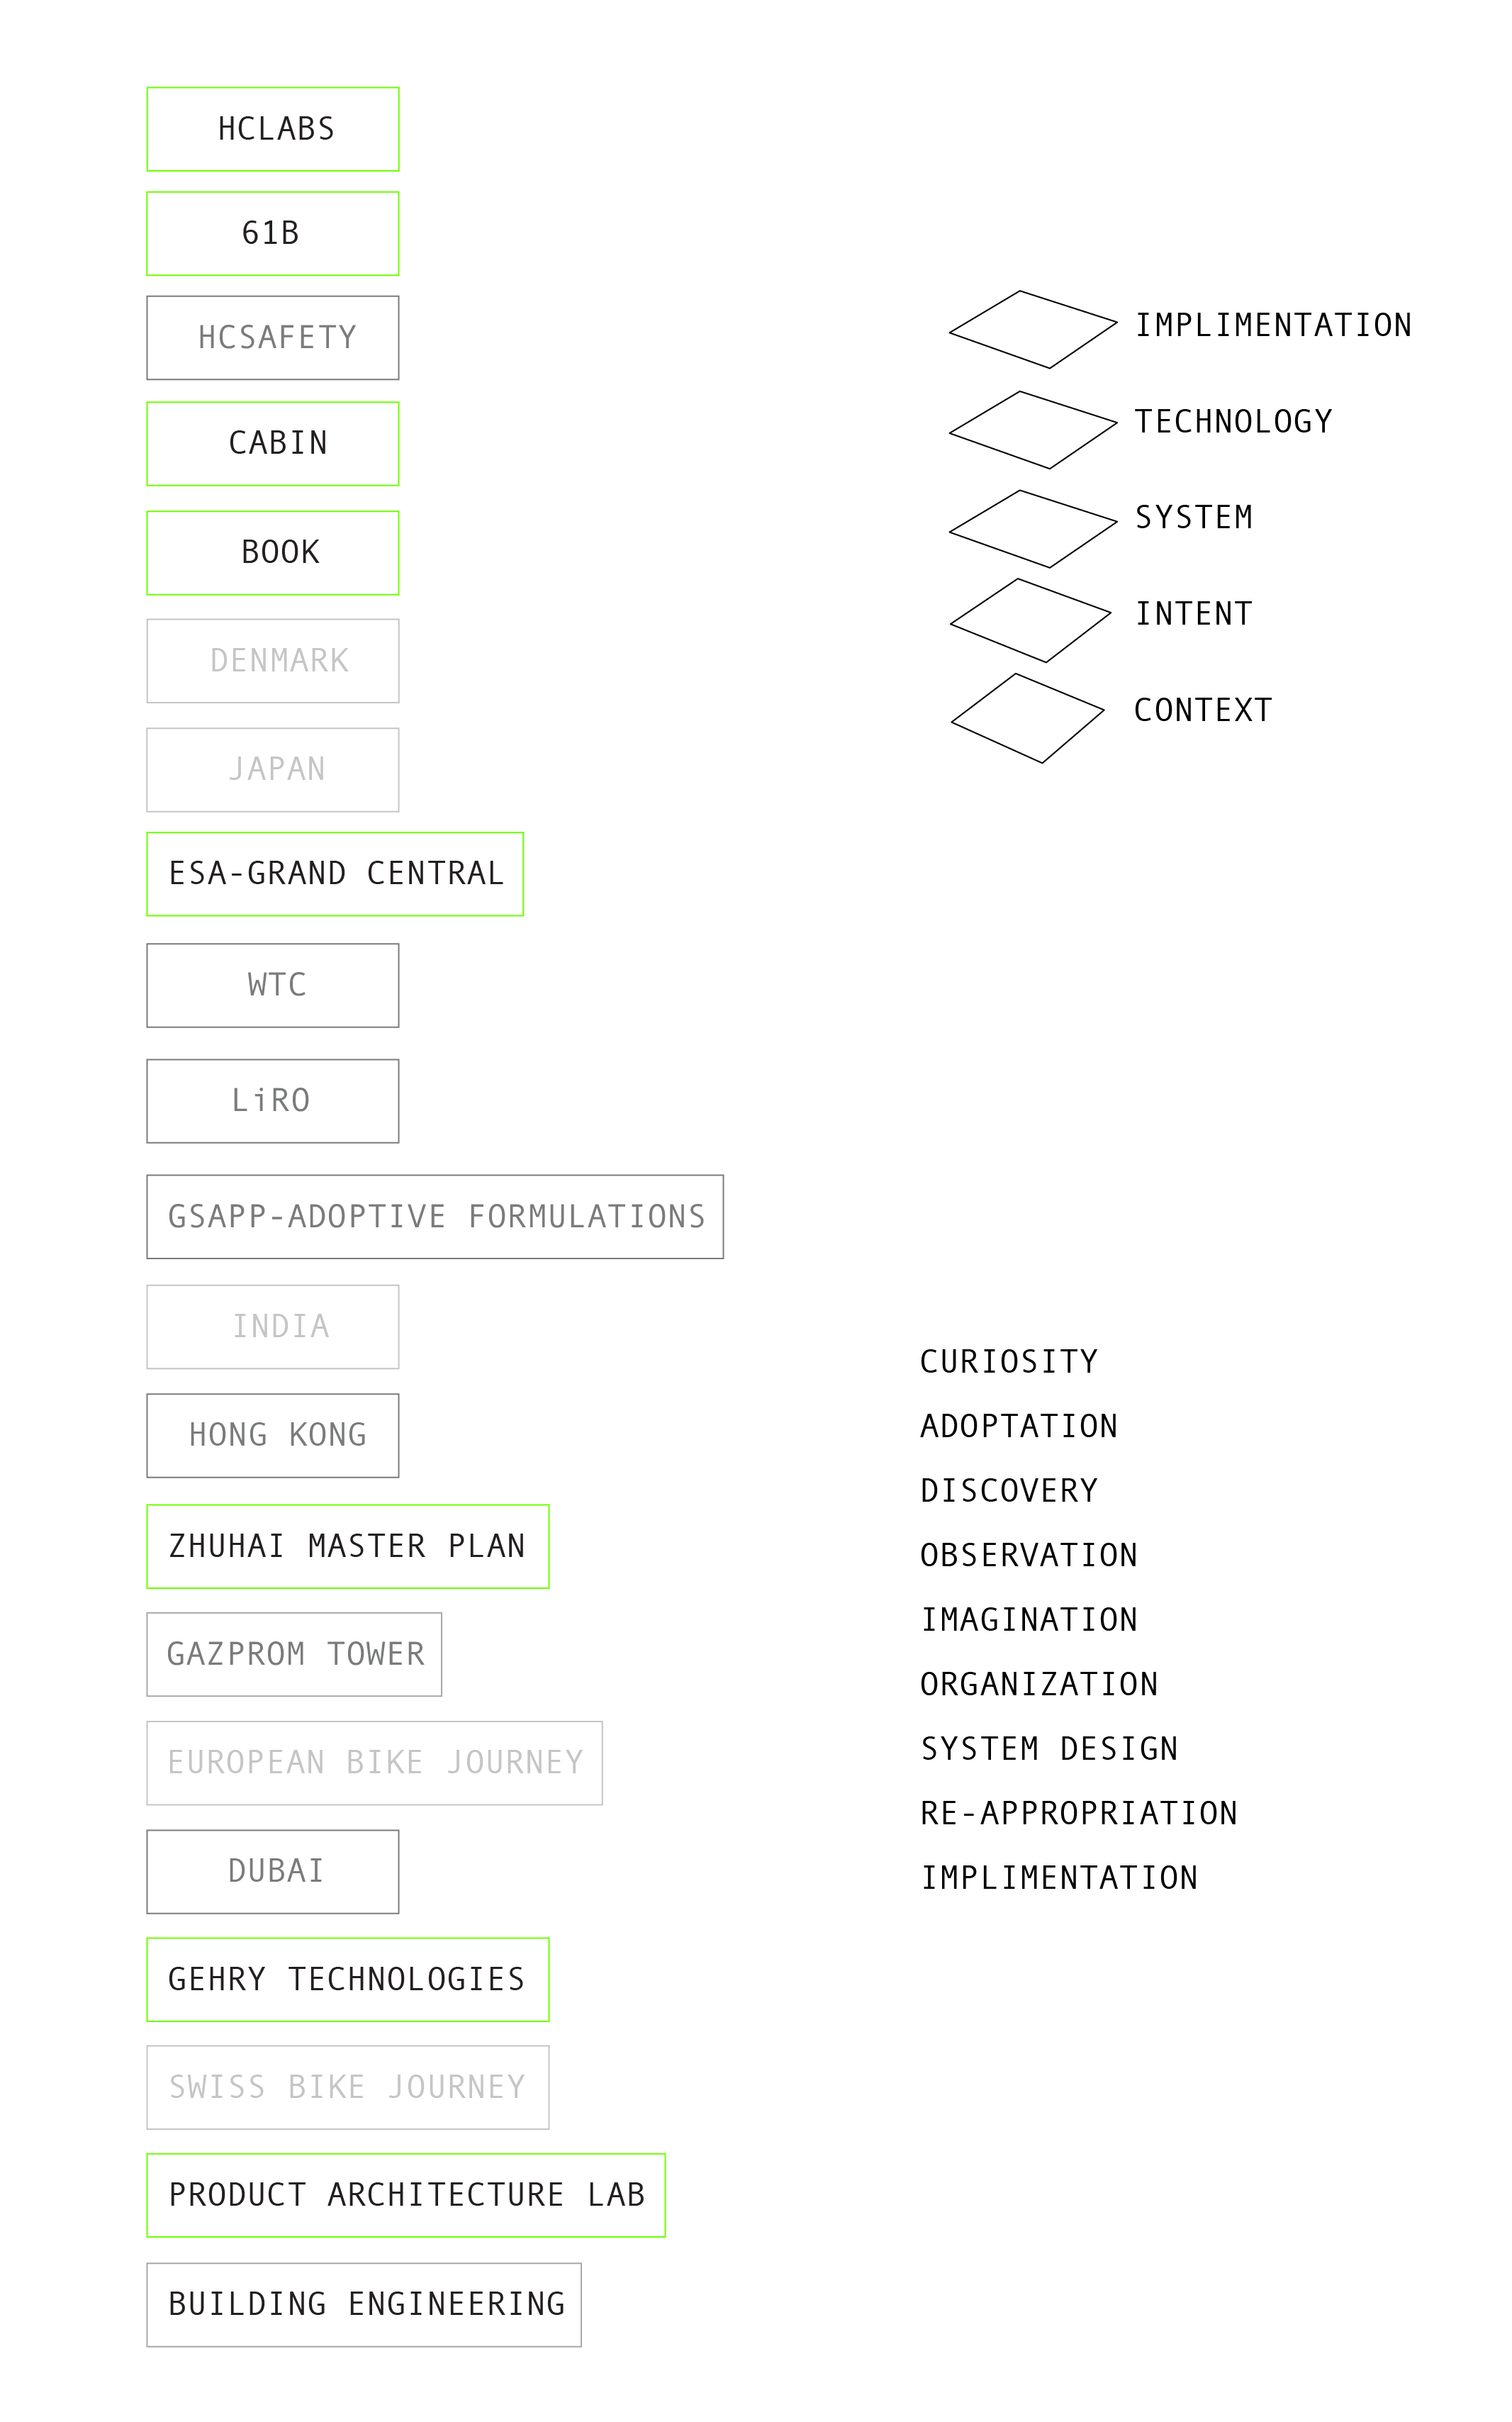 HCLABS
61B
HCSAFETY
CABIN
BOOK
DENMARK
JAPAN
ESA-GRAND CENTRAL
WTC
LiRO
GSAPP-ADOPTIVE FORMULATIONS
INDIA
HONG KONG
ZHUHAI MASTER PLAN
GAZPROM TOWER
EUROPEAN BIKE JOURNEY
DUBAI
GEHRY TECHNOLOGIES
SWISS BIKE JOURNEY
PRODUCT ARCHITECTURE LAB
BUILDING ENGINEERING
IMPLIMENTATION
TECHNOLOGY
SYSTEM
INTENT
CONTEXT
CURIOSITY
ADOPTATION
DISCOVERY
OBSERVATION
IMAGINATION
ORGANIZATION
SYSTEM DESIGN
RE-APPROPRIATION
IMPLIMENTATION